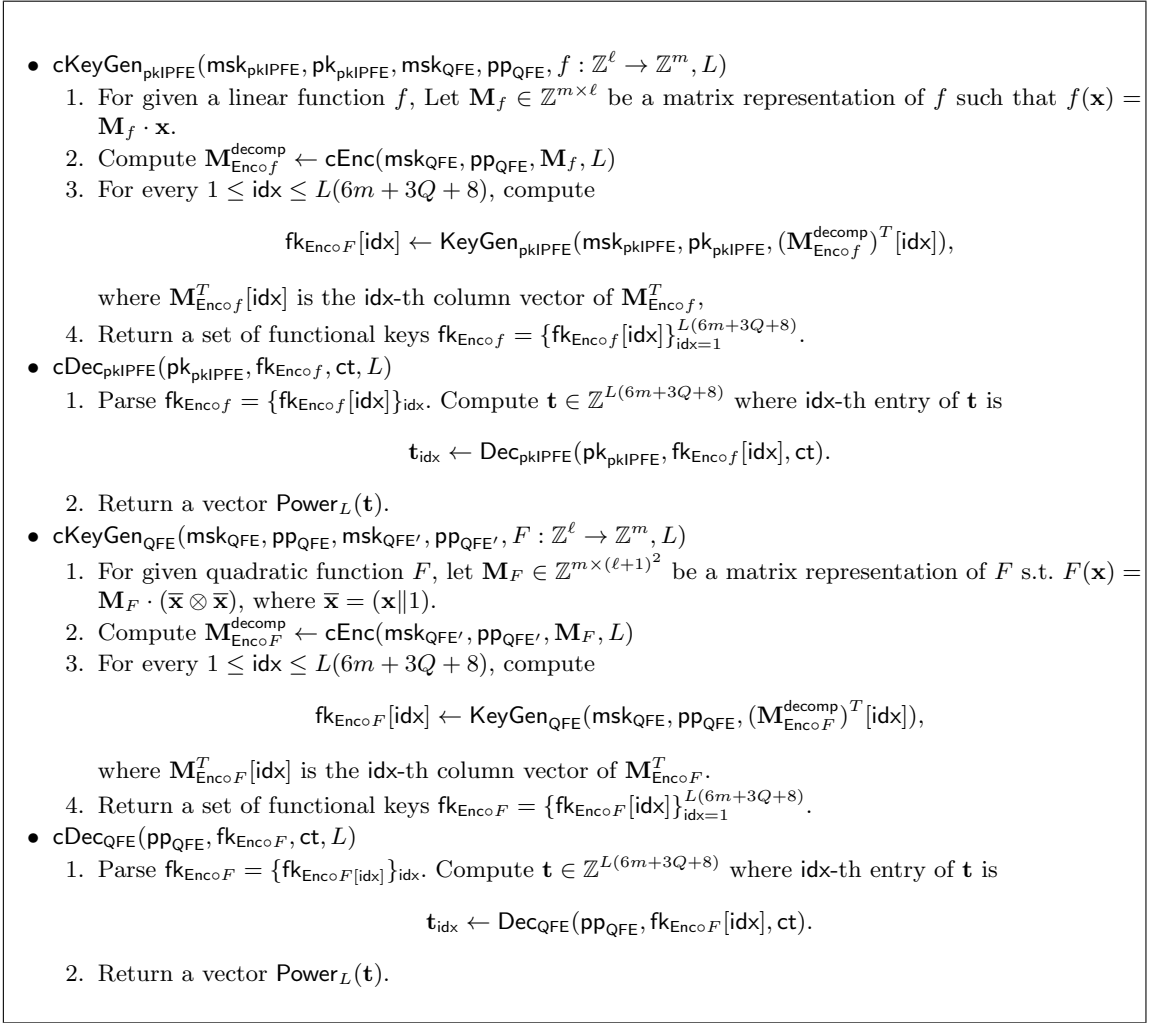 • cKeyGen_pkIPFE(msk_pkIPFE, pk_pkIPFE, msk_QFE, pp_QFE, f : ℤ^ℓ → ℤ^m, L)
1. For given a linear function f, Let M_f ∈ ℤ^{m×ℓ} be a matrix representation of f such that f(x) =
M_f · x.
2. Compute M^decomp_{Enc∘f} ← cEnc(msk_QFE, pp_QFE, M_f, L)
3. For every 1 ≤ idx ≤ L(6m + 3Q + 8), compute
fk_{Enc∘F}[idx] ← KeyGen_pkIPFE(msk_pkIPFE, pk_pkIPFE, (M^decomp_{Enc∘f})^T[idx]),
where M^T_{Enc∘f}[idx] is the idx-th column vector of M^T_{Enc∘f},
4. Return a set of functional keys fk_{Enc∘f} = {fk_{Enc∘f}[idx]}^{L(6m+3Q+8)}_{idx=1}.
• cDec_pkIPFE(pk_pkIPFE, fk_{Enc∘f}, ct, L)
1. Parse fk_{Enc∘f} = {fk_{Enc∘f}[idx]}_idx. Compute t ∈ ℤ^{L(6m+3Q+8)} where idx-th entry of t is
t_idx ← Dec_pkIPFE(pk_pkIPFE, fk_{Enc∘f}[idx], ct).
2. Return a vector Power_L(t).
• cKeyGen_QFE(msk_QFE, pp_QFE, msk_QFE′, pp_QFE′, F : ℤ^ℓ → ℤ^m, L)
1. For given quadratic function F, let M_F ∈ ℤ^{m×(ℓ+1)^2} be a matrix representation of F s.t. F(x) =
M_F · (x̄ ⊗ x̄), where x̄ = (x∥1).
2. Compute M^decomp_{Enc∘F} ← cEnc(msk_QFE′, pp_QFE′, M_F, L)
3. For every 1 ≤ idx ≤ L(6m + 3Q + 8), compute
fk_{Enc∘F}[idx] ← KeyGen_QFE(msk_QFE, pp_QFE, (M^decomp_{Enc∘F})^T[idx]),
where M^T_{Enc∘F}[idx] is the idx-th column vector of M^T_{Enc∘F}.
4. Return a set of functional keys fk_{Enc∘F} = {fk_{Enc∘F}[idx]}^{L(6m+3Q+8)}_{idx=1}.
• cDec_QFE(pp_QFE, fk_{Enc∘F}, ct, L)
1. Parse fk_{Enc∘F} = {fk_{Enc∘F[idx]}}_idx. Compute t ∈ ℤ^{L(6m+3Q+8)} where idx-th entry of t is
t_idx ← Dec_QFE(pp_QFE, fk_{Enc∘F}[idx], ct).
2. Return a vector Power_L(t).